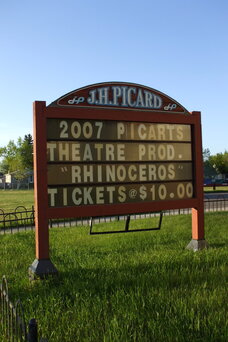 J.H.PICARD
2007 PICARTS
THEATRE PROD.
"RHINOCEROS"
TICKETS@$10.00